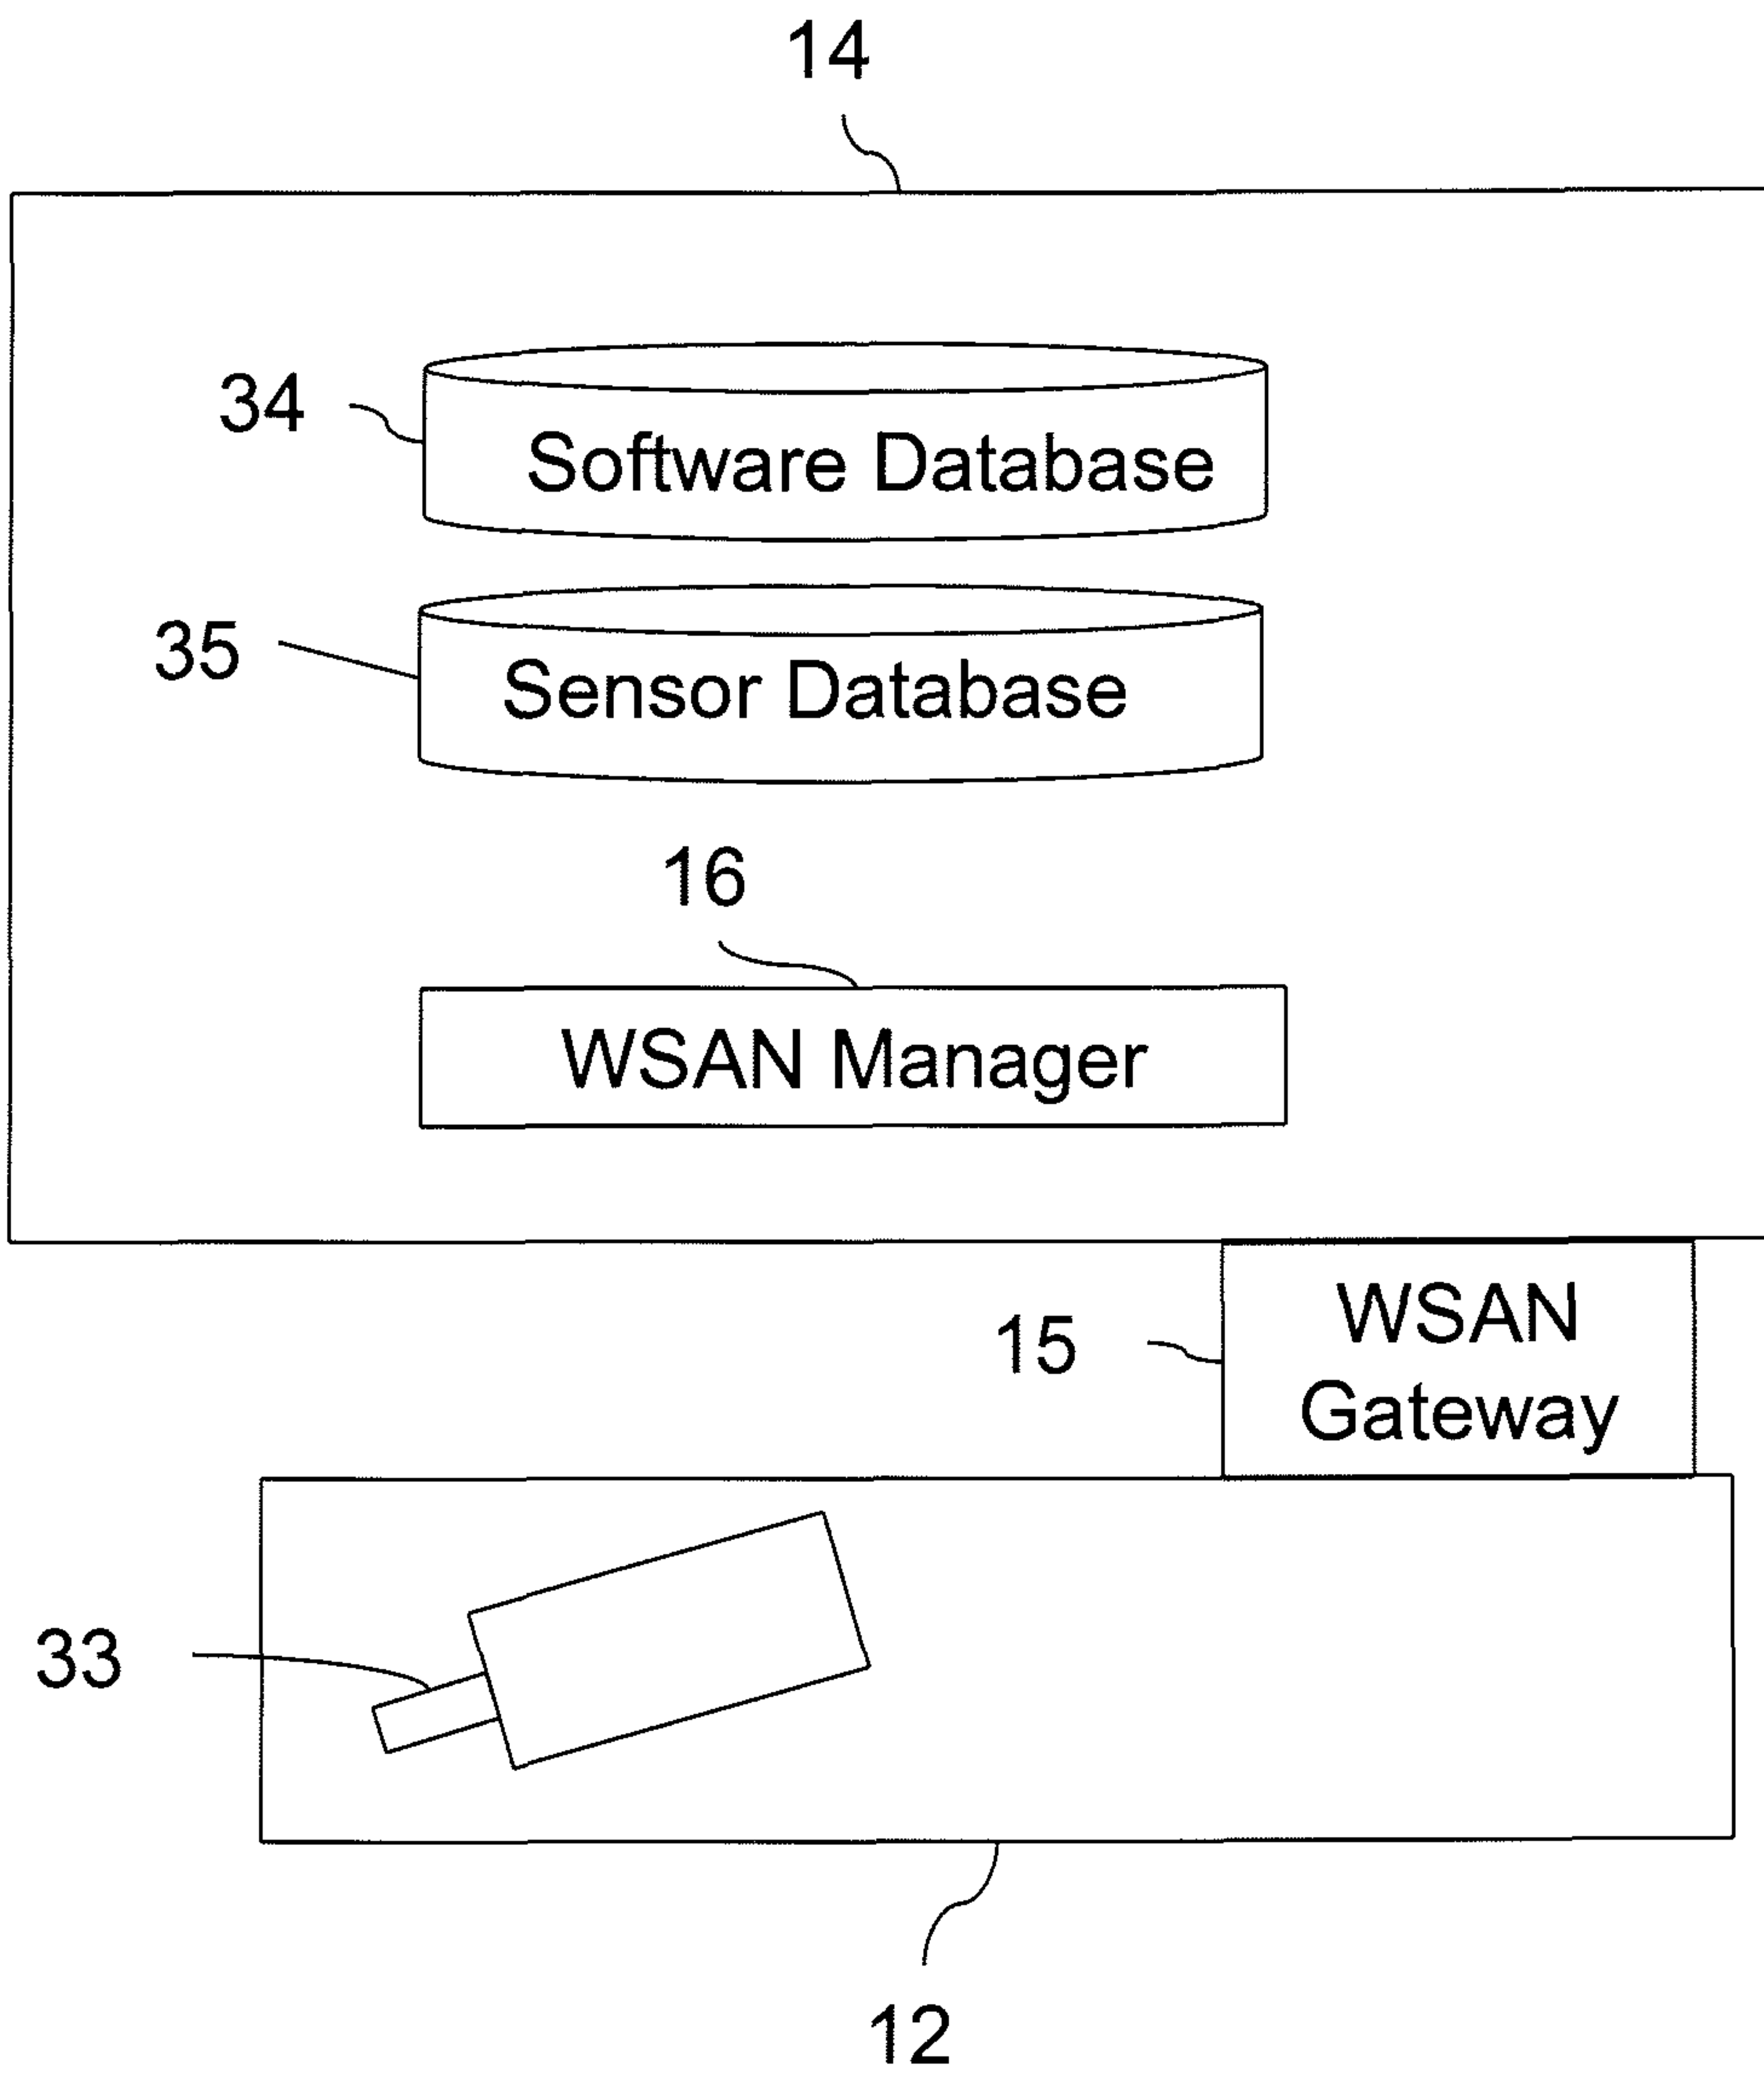 14
34
Software Database
35
Sensor Database
16
WSAN Manager
15
WSAN
Gateway
33
12